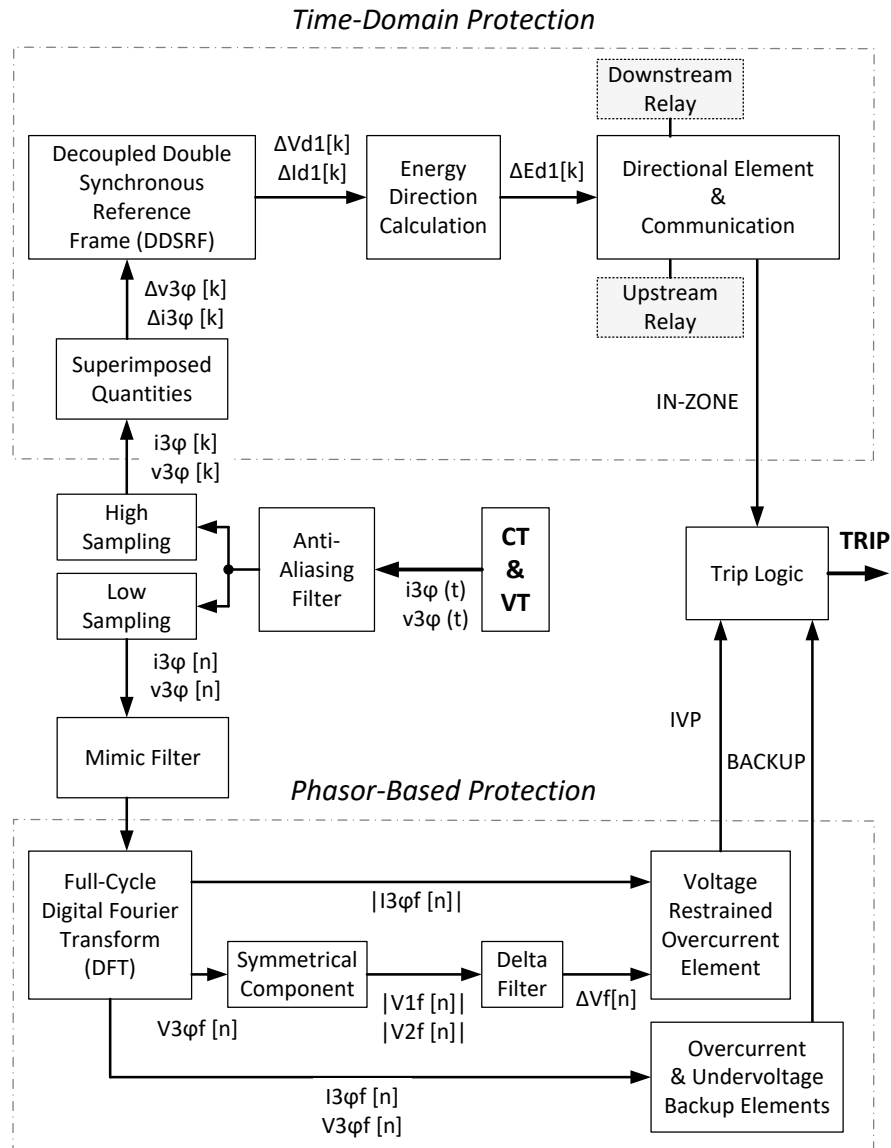 Time-Domain Protection
Downstream
Relay
Decoupled Double
Synchronous
Reference
Frame (DDSRF)
ΔVd1[k]
ΔId1[k]
Energy
Direction
Calculation
ΔEd1[k]
Directional Element
&
Communication
Δv3φ [k]
Δi3φ [k]
Upstream
Relay
Superimposed
Quantities
IN-ZONE
i3φ [k]
v3φ [k]
High
Sampling
Low
Sampling
Anti-
Aliasing
Filter
i3φ (t)
v3φ (t)
CT
&
VT
Trip Logic
TRIP
i3φ [n]
v3φ [n]
Mimic Filter
IVP
BACKUP
Phasor-Based Protection
Full-Cycle
Digital Fourier
Transform
(DFT)
|I3φf [n]|
Voltage
Restrained
Overcurrent
Element
V3φf [n]
Symmetrical
Component
|V1f [n]|
|V2f [n]|
Delta
Filter
ΔVf[n]
I3φf [n]
V3φf [n]
Overcurrent
& Undervoltage
Backup Elements